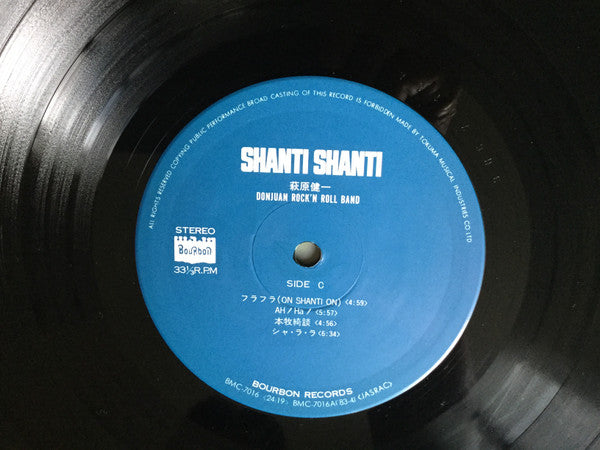 ALL RIGHTS RESERVED COPYING PUBLIC PERFORMANCE BROAD CASTING OF THIS RECORD IS FORBIDDEN MADE BY TOKUMA MUSICAL INDUSTRIES CO LTD
SHANTI SHANTI
萩原健一
DONJUAN ROCK'N ROLL BAND
STEREO
BOURBON
33⅓R.P.M
SIDE C
フラフラ(ON SHANTI ON) <4:59>
AH / Ha / <5:57>
本牧綺談 <4:56>
シャ・ラ・ラ <5:34>
BOURBON RECORDS
BMC-7016 (24.19) BMC-7016A(83·4) (JASRAC)